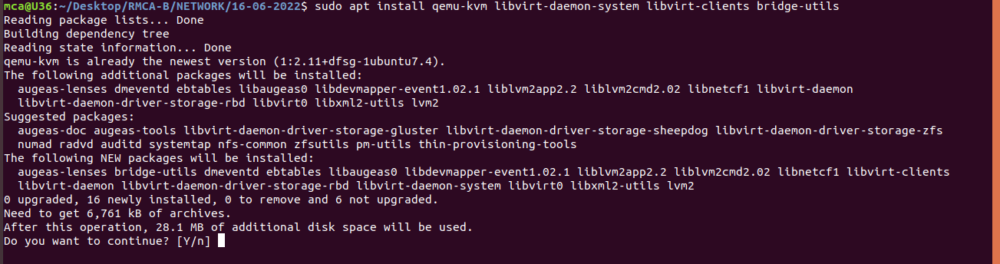 mca@U36:~/Desktop/RMCA-B/NETWORK/16-06-2022$ sudo apt install qemu-kvm libvirt-daemon-system libvirt-clients bridge-utils
Reading package lists... Done
Building dependency tree
Reading state information... Done
qemu-kvm is already the newest version (1:2.11+dfsg-1ubuntu7.4).
The following additional packages will be installed:
  augeas-lenses dmeventd ebtables libaugeas0 libdevmapper-event1.02.1 liblvm2app2.2 liblvm2cmd2.02 libnetcf1 libvirt-daemon
  libvirt-daemon-driver-storage-rbd libvirt0 libxml2-utils lvm2
Suggested packages:
  augeas-doc augeas-tools libvirt-daemon-driver-storage-gluster libvirt-daemon-driver-storage-sheepdog libvirt-daemon-driver-storage-zfs
  numad radvd auditd systemtap nfs-common zfsutils pm-utils thin-provisioning-tools
The following NEW packages will be installed:
  augeas-lenses bridge-utils dmeventd ebtables libaugeas0 libdevmapper-event1.02.1 liblvm2app2.2 liblvm2cmd2.02 libnetcf1 libvirt-clients
  libvirt-daemon libvirt-daemon-driver-storage-rbd libvirt-daemon-system libvirt0 libxml2-utils lvm2
0 upgraded, 16 newly installed, 0 to remove and 6 not upgraded.
Need to get 6,761 kB of archives.
After this operation, 28.1 MB of additional disk space will be used.
Do you want to continue? [Y/n]